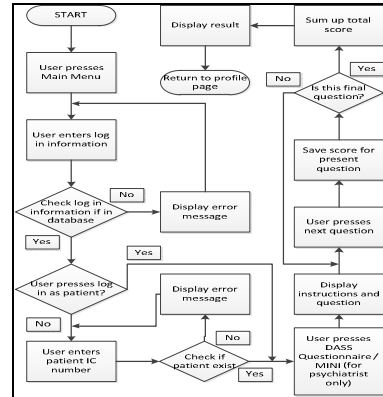 START
User presses
Main Menu
User enters log
in information
Check log in
information if in
database
No
Display error
message
Yes
User presses log
in as patient?
Yes
No
User enters
patient IC
number
Check if
patient exist
No
Display error
message
Yes
User presses
DASS
Questionnaire/
MINI (for
psychiatrist
only)
Display
instructions and
question
User presses
next question
Save score for
present
question
Is this final
question?
No
Yes
Sum up total
score
Display result
Return to profile
page